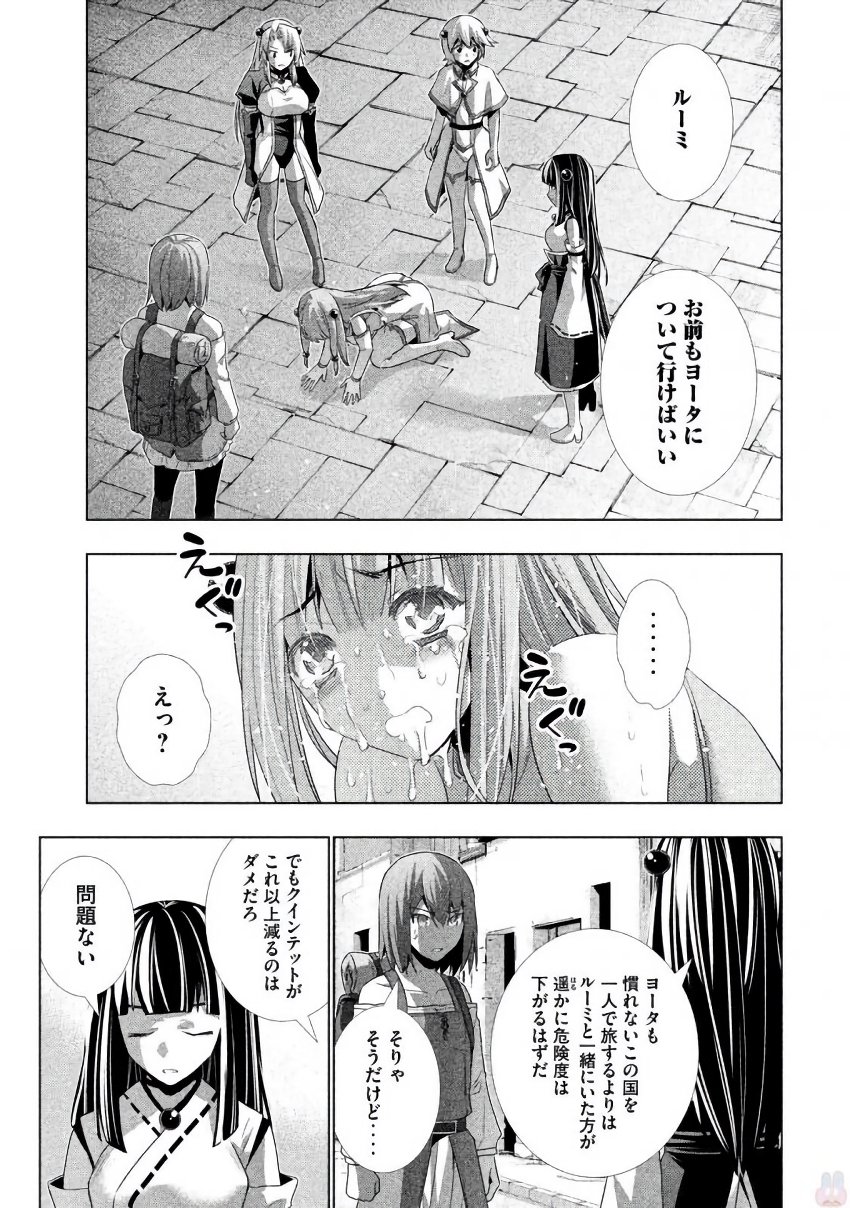 ルーミ
お前もヨータに
ついて行けばいい
・・・・・
えぐっ
えぐっ
えっ？
ヨータも
慣れないこの国を
一人で旅するよりは
ルーミと一緒にいた方が
遥かに危険度は
はる
下がるはずだ
そりゃ
そうだけど・・・・
でもクインテットが
これ以上減るのは
ダメだろ
問題ない